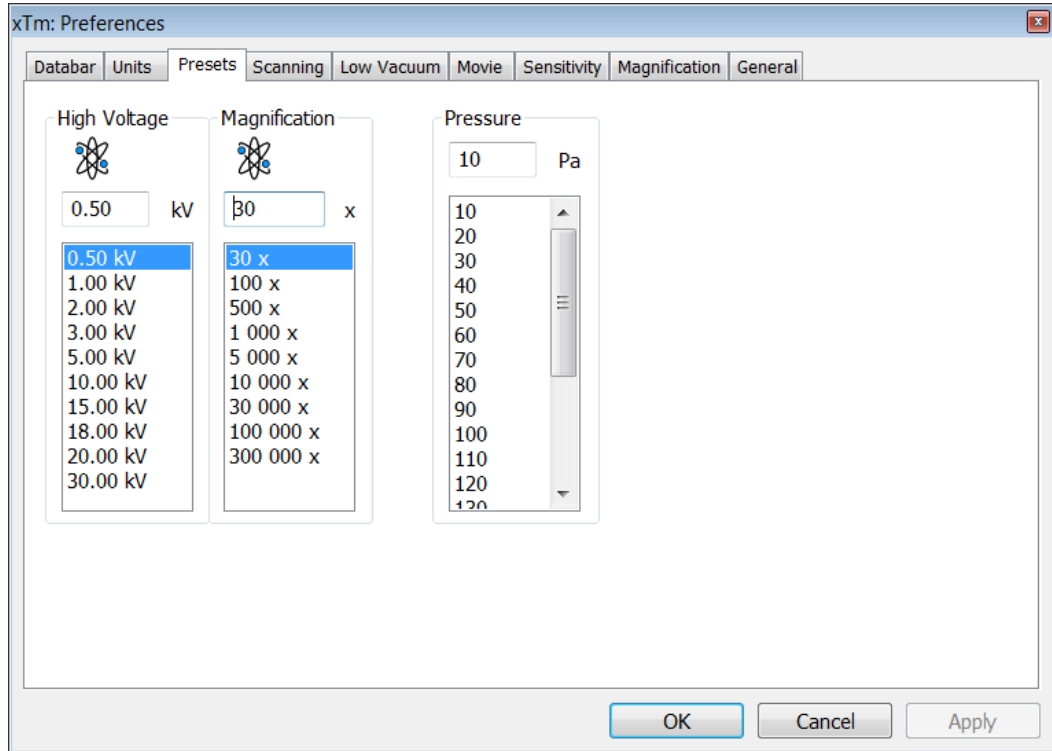 xTm: Preferences
Databar Units Presets Scanning Low Vacuum Movie Sensitivity Magnification General
High Voltage
0.50 kV
0.50 kV
1.00 kV
2.00 kV
3.00 kV
5.00 kV
10.00 kV
15.00 kV
18.00 kV
20.00 kV
30.00 kV
Magnification
30 x
30 x
100 x
500 x
1 000 x
5 000 x
10 000 x
30 000 x
100 000 x
300 000 x
Pressure
10 Pa
10
20
30
40
50
60
70
80
90
100
110
120
130
OK Cancel Apply